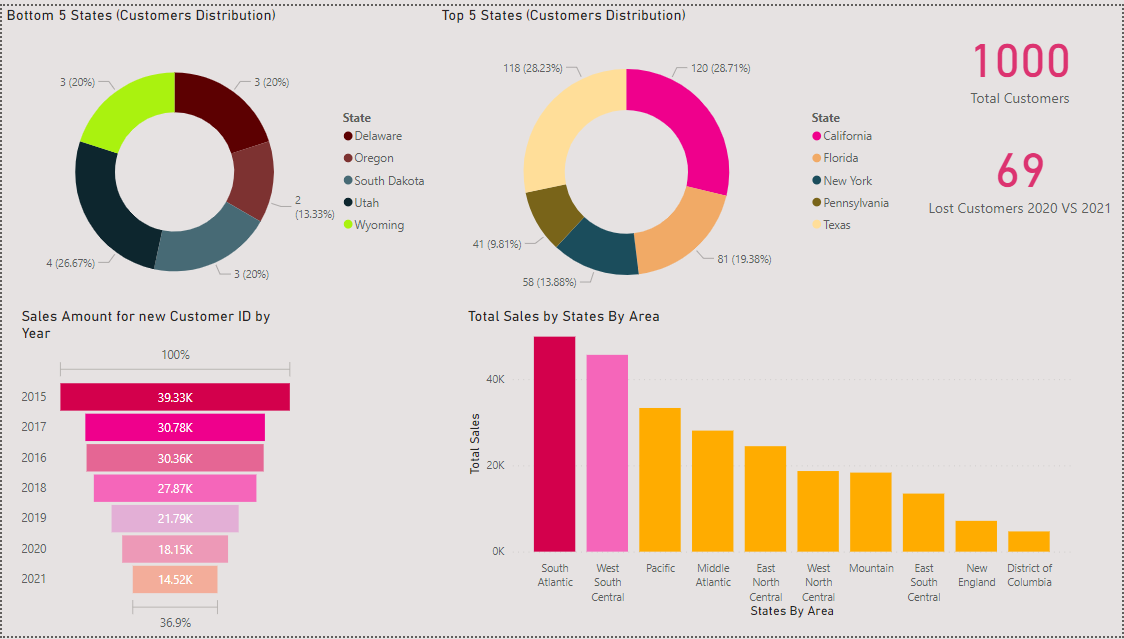 Bottom 5 States (Customers Distribution)
3 (20%)
3 (20%)
2
(13.33%)
3 (20%)
4 (26.67%)
State
Delaware
Oregon
South Dakota
Utah
Wyoming
Top 5 States (Customers Distribution)
118 (28.23%)
120 (28.71%)
81 (19.38%)
58 (13.88%)
41 (9.81%)
State
California
Florida
New York
Pennsylvania
Texas
1000
Total Customers
69
Lost Customers 2020 VS 2021
Sales Amount for new Customer ID by
Year
100%
2015 39.33K
2017 30.78K
2016 30.36K
2018 27.87K
2019 21.79K
2020 18.15K
2021 14.52K
36.9%
Total Sales by States By Area
Total Sales
40K
20K
0K
South
Atlantic
West
South
Central
Pacific
Middle
Atlantic
East
North
Central
West
North
Central
Mountain
East
South
Central
New
England
District of
Columbia
States By Area